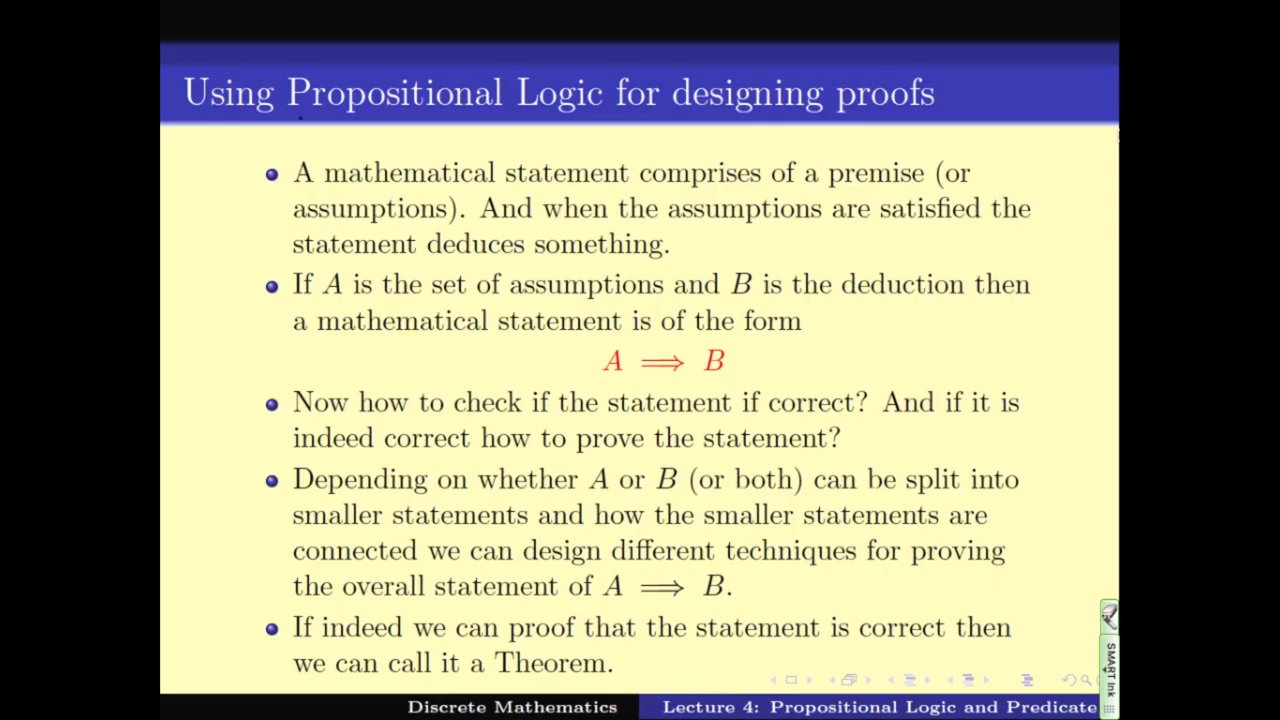 Using Propositional Logic for designing proofs
A mathematical statement comprises of a premise (or
assumptions). And when the assumptions are satisfied the
statement deduces something.
If A is the set of assumptions and B is the deduction then
a mathematical statement is of the form
A ⟹ B
Now how to check if the statement if correct? And if it is
indeed correct how to prove the statement?
Depending on whether A or B (or both) can be split into
smaller statements and how the smaller statements are
connected we can design different techniques for proving
the overall statement of A ⟹ B.
If indeed we can proof that the statement is correct then
we can call it a Theorem.
SMART Ink
Discrete Mathematics
Lecture 4: Propositional Logic and Predicate